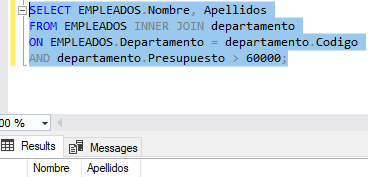 SELECT EMPLEADOS.Nombre, Apellidos
FROM EMPLEADOS INNER JOIN departamento
ON EMPLEADOS.Departamento = departamento.Codigo
AND departamento.Presupuesto > 60000;
00 %
Results Messages
Nombre Apellidos